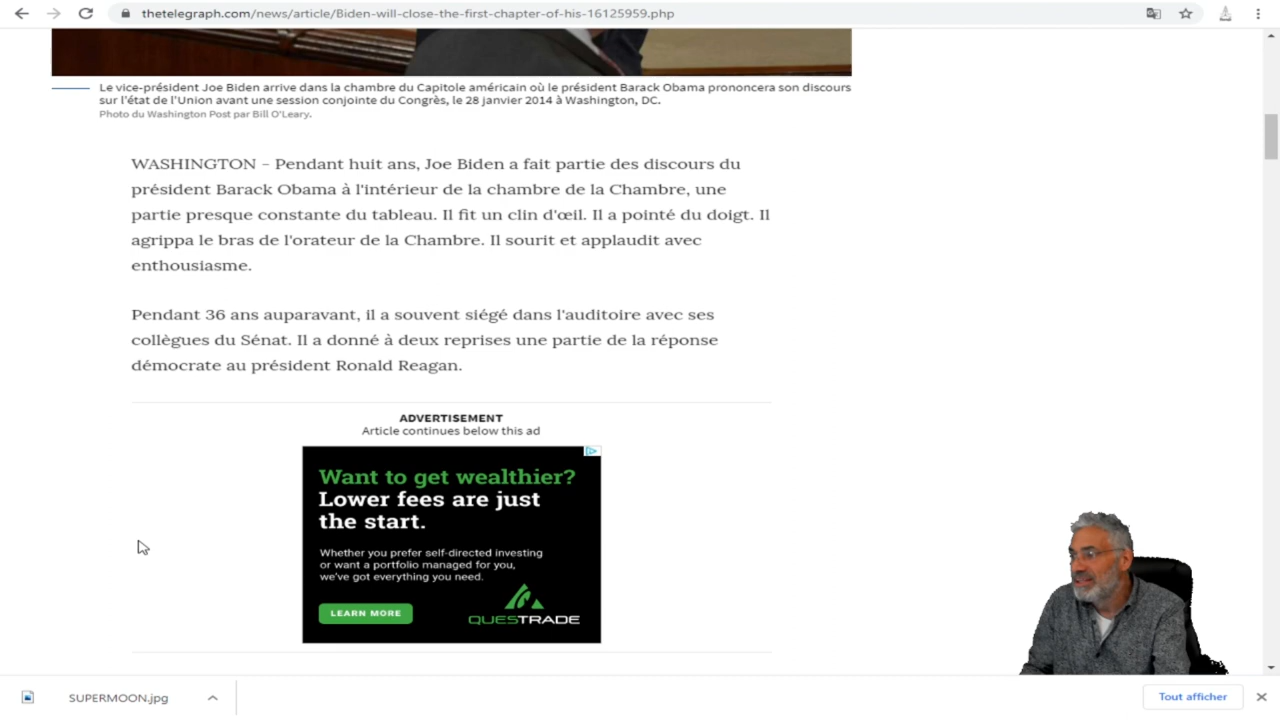 thetelegraph.com/news/article/Biden-will-close-the-first-chapter-of-his-16125959.php
Le vice-président Joe Biden arrive dans la chambre du Capitole américain où le président Barack Obama prononcera son discours
sur l'état de l'Union avant une session conjointe du Congrès, le 28 janvier 2014 à Washington, DC.
Photo du Washington Post par Bill O'Leary.
WASHINGTON - Pendant huit ans, Joe Biden a fait partie des discours du
président Barack Obama à l'intérieur de la chambre de la Chambre, une
partie presque constante du tableau. Il fit un clin d'œil. Il a pointé du doigt. Il
agrippa le bras de l'orateur de la Chambre. Il sourit et applaudit avec
enthousiasme.
Pendant 36 ans auparavant, il a souvent siégé dans l'auditoire avec ses
collègues du Sénat. Il a donné à deux reprises une partie de la réponse
démocrate au président Ronald Reagan.
ADVERTISEMENT
Article continues below this ad
Want to get wealthier?
Lower fees are just
the start.
Whether you prefer self-directed investing
or want a portfolio managed for you,
we've got everything you need.
LEARN MORE
QUESTRADE
SUPERMOON.jpg
Tout afficher